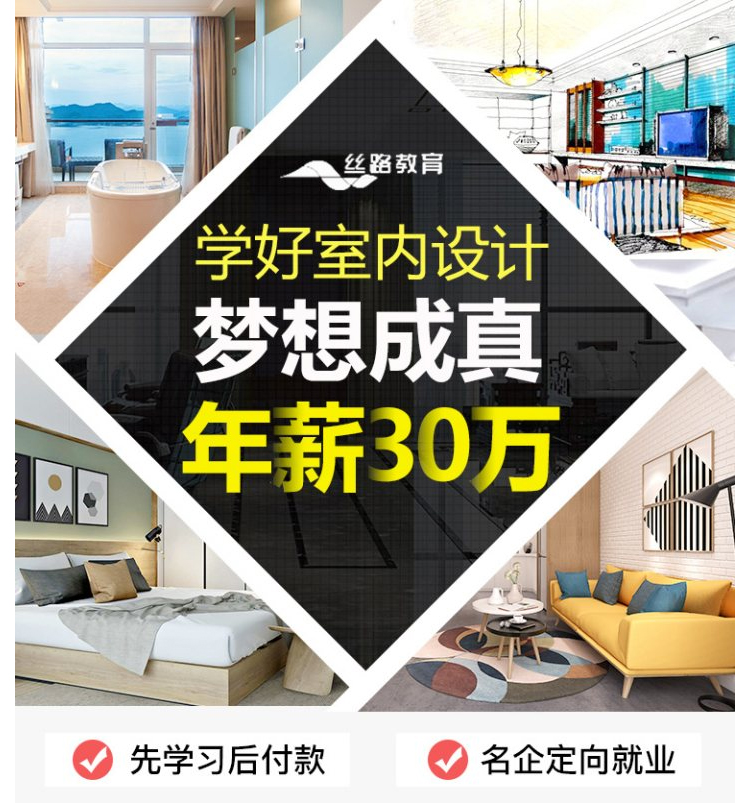 丝路教育
学好室内设计
梦想成真
年薪30万
先学习后付款
名企定向就业